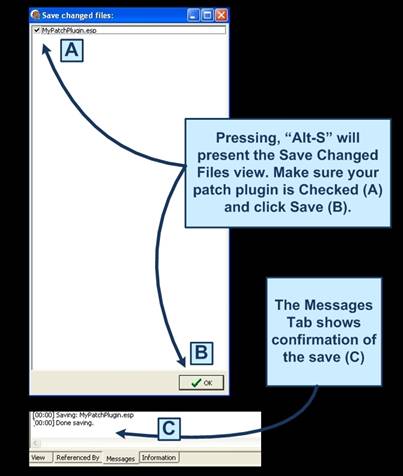 Save changed files:
MyPatchPlugin.esp
A
Pressing, “Alt-S” will
present the Save Changed
Files view. Make sure your
patch plugin is Checked (A)
and click Save (B).
B
OK
The Messages
Tab shows
confirmation of
the save (C)
[00:00] Saving: MyPatchPlugin.esp
[00:00] Done saving.
C
View
Referenced By
Messages
Information